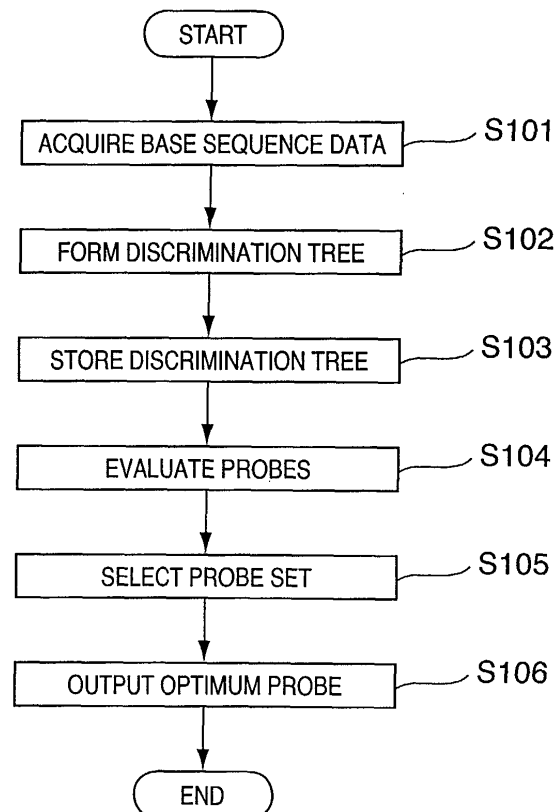 START
ACQUIRE BASE SEQUENCE DATA S101
FORM DISCRIMINATION TREE S102
STORE DISCRIMINATION TREE S103
EVALUATE PROBES S104
SELECT PROBE SET S105
OUTPUT OPTIMUM PROBE S106
END